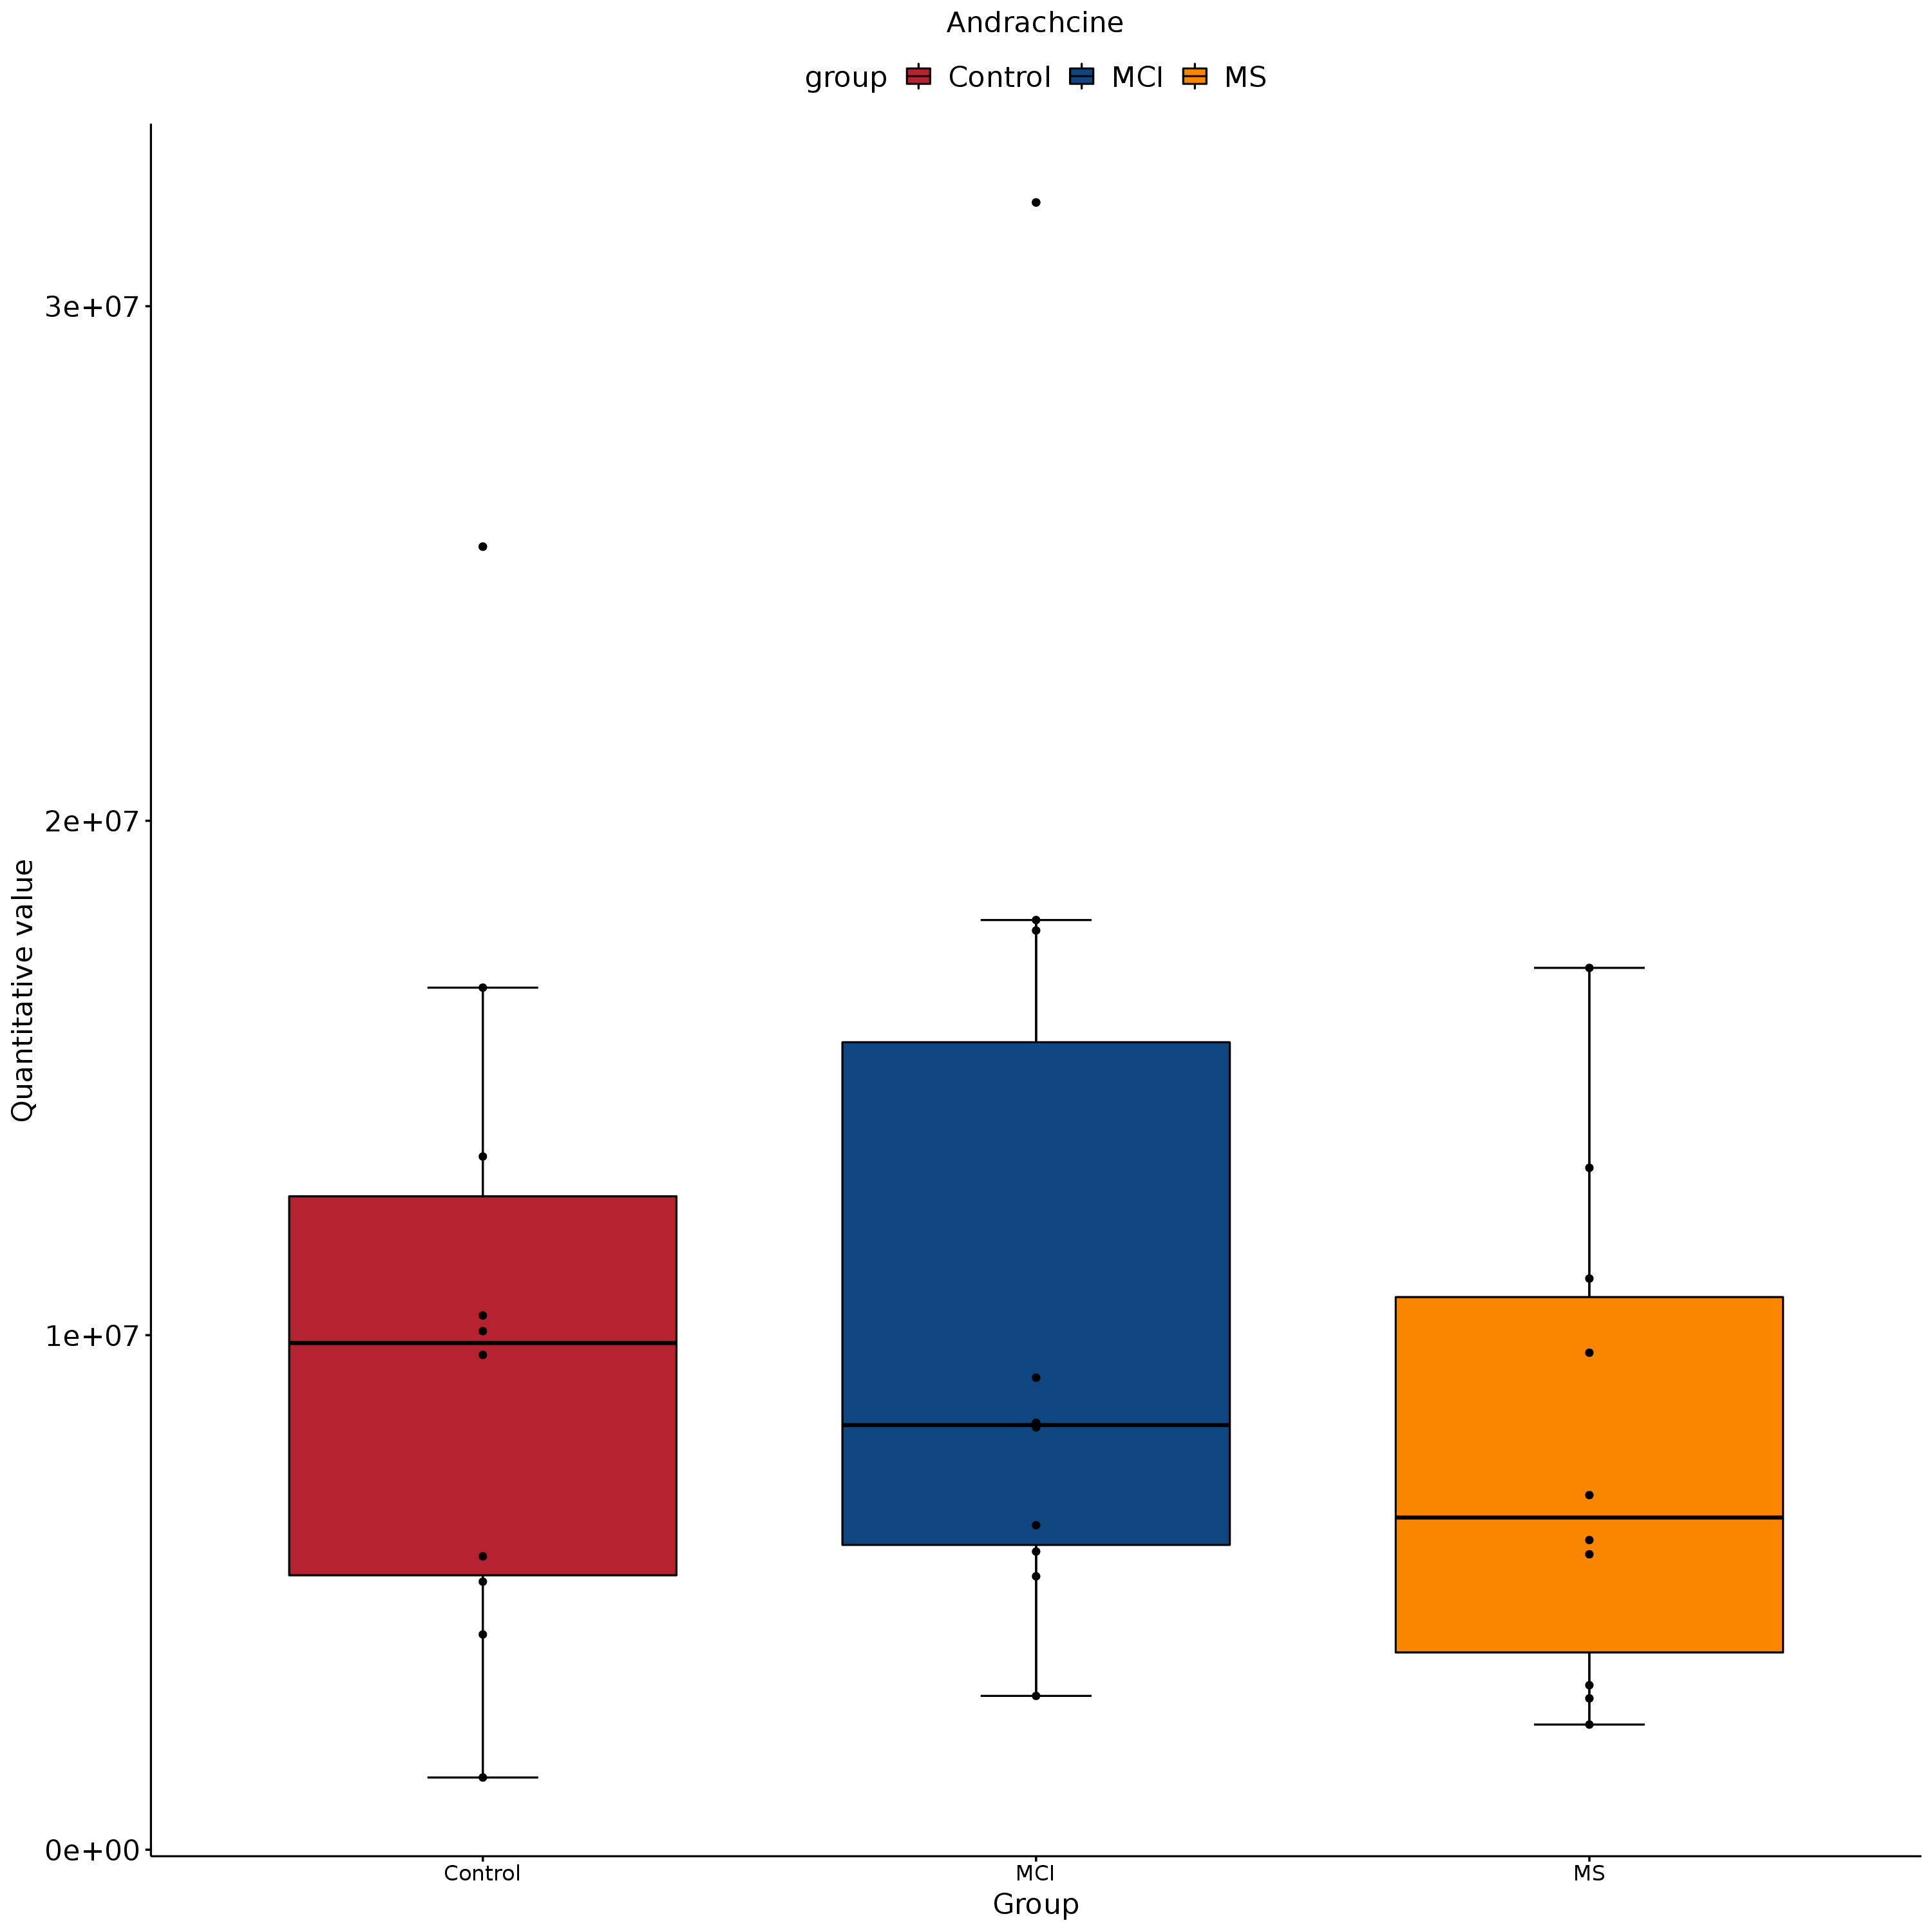 Andrachcine
group Control MCI MS
3e+07
2e+07
1e+07
0e+00
Quantitative value
Control MCI MS
Group